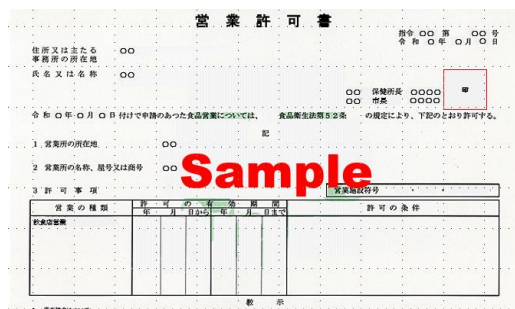 営業許可書
指令 〇〇 第 〇〇 号
令和 〇年 〇月 〇日
住所又は主たる 〇〇
事務所の所在地
氏名又は名称 〇〇
〇〇 保健所長 〇〇〇〇 印
〇〇 市長 〇〇〇〇
令和〇年〇月〇日付けで申請のあった食品営業については、 食品衛生法第52条 の規定により、下記のとおり許可する。
記
1 営業所の所在地 〇〇
2 営業所の名称、屋号又は商号 〇〇
Sample
3 許可事項 営業施設符号
営業の種類 許可の有効期間 許可の条件
年 月 日から 年 月 日まで
飲食店営業
教示